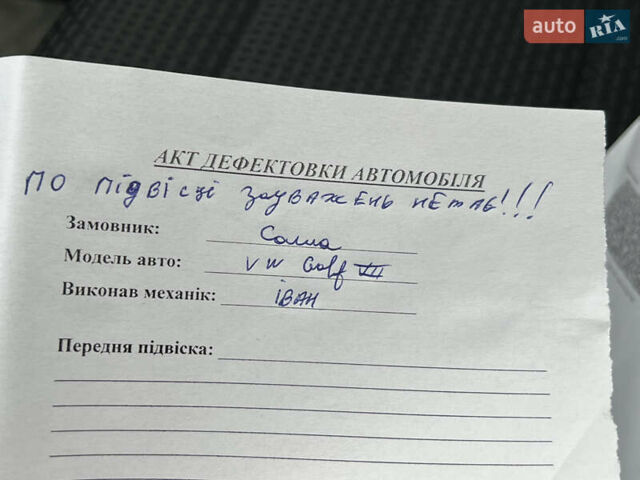 auto RIA.com
АКТ ДЕФЕКТОВКИ АВТОМОБІЛЯ
ПО ПІДВІСЦІ ЗАУВАЖЕНЬ НЕМАЄ!!!
Замовник:
Модель авто: VW Golf VII
Виконав механік: ІВАН
Передня підвіска: